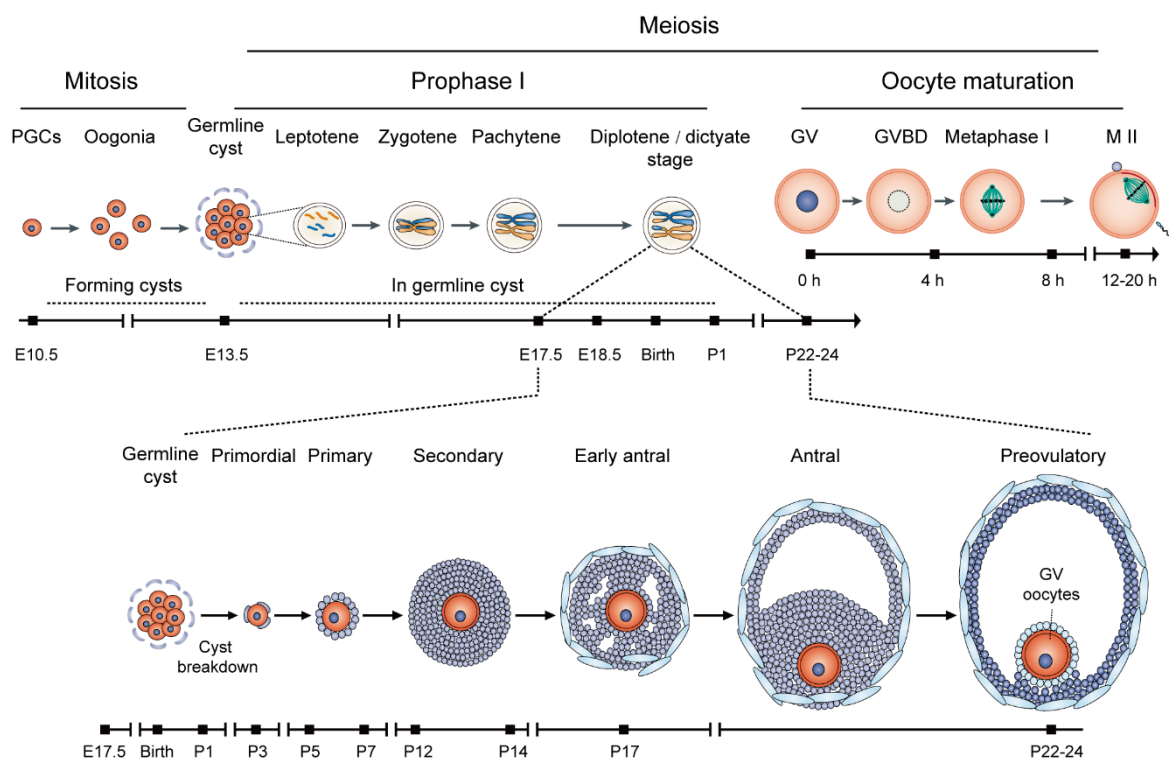 Meiosis
Mitosis
Prophase I
Oocyte maturation
PGCs
Oogonia
Germline
cyst
Leptotene
Zygotene
Pachytene
Diplotene / dictyate
stage
GV
GVBD
Metaphase I
M II
0 h
4 h
8 h
12-20 h
Forming cysts
In germline cyst
E10.5
E13.5
E17.5
E18.5
Birth
P1
P22-24
Germline
cyst
Primordial
Primary
Secondary
Early antral
Antral
Preovulatory
GV
oocytes
Cyst
breakdown
E17.5
Birth
P1
P3
P5
P7
P12
P14
P17
P22-24